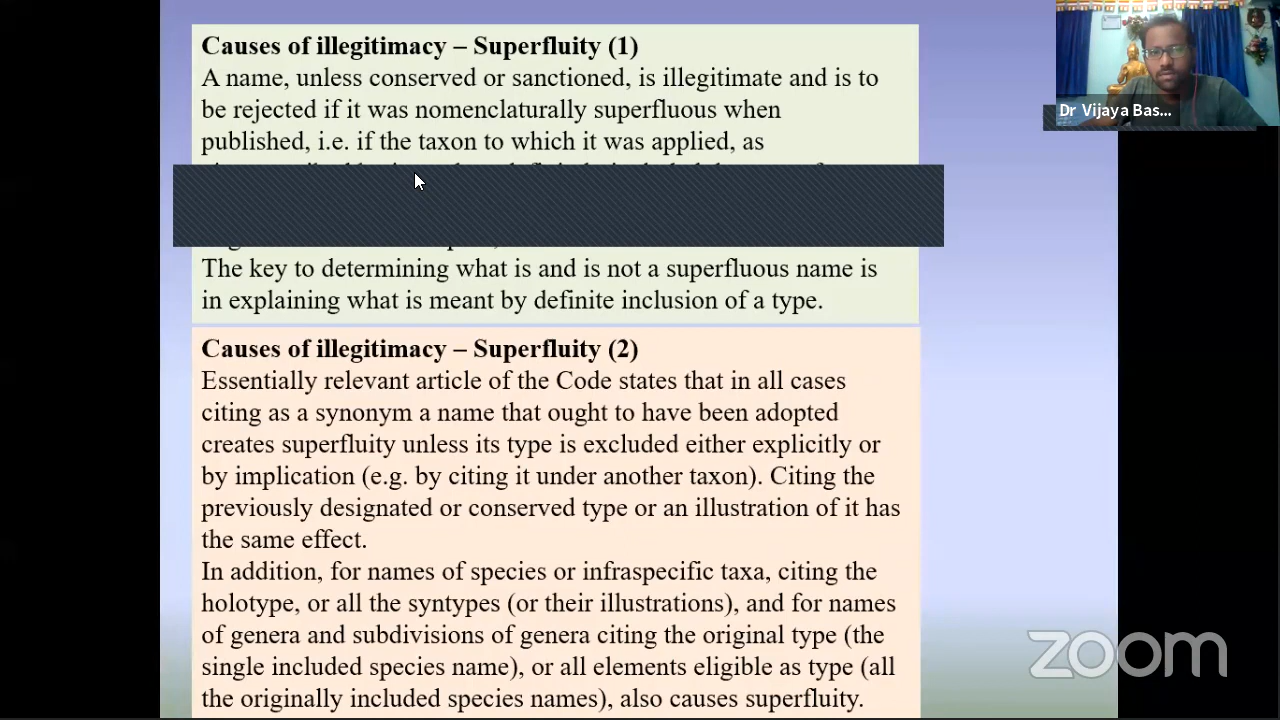 Causes of illegitimacy – Superfluity (1)
A name, unless conserved or sanctioned, is illegitimate and is to
be rejected if it was nomenclaturally superfluous when
published, i.e. if the taxon to which it was applied, as
The key to determining what is and is not a superfluous name is
in explaining what is meant by definite inclusion of a type.
Causes of illegitimacy – Superfluity (2)
Essentially relevant article of the Code states that in all cases
citing as a synonym a name that ought to have been adopted
creates superfluity unless its type is excluded either explicitly or
by implication (e.g. by citing it under another taxon). Citing the
previously designated or conserved type or an illustration of it has
the same effect.
In addition, for names of species or infraspecific taxa, citing the
holotype, or all the syntypes (or their illustrations), and for names
of genera and subdivisions of genera citing the original type (the
single included species name), or all elements eligible as type (all
the originally included species names), also causes superfluity.
Dr Vijaya Bas...
zoom